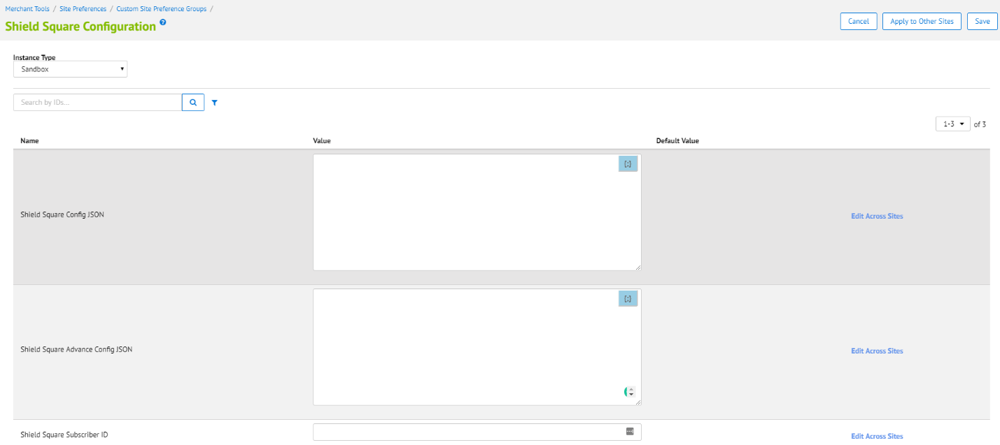 Merchant Tools / Site Preferences / Custom Site Preference Groups /
Shield Square Configuration ?
Cancel Apply to Other Sites Save
Instance Type
Sandbox
Search by IDs...
1-3 of 3
Name Value Default Value
{;}
Shield Square Config JSON Edit Across Sites
{;}
Shield Square Advance Config JSON Edit Across Sites
Shield Square Subscriber ID Edit Across Sites